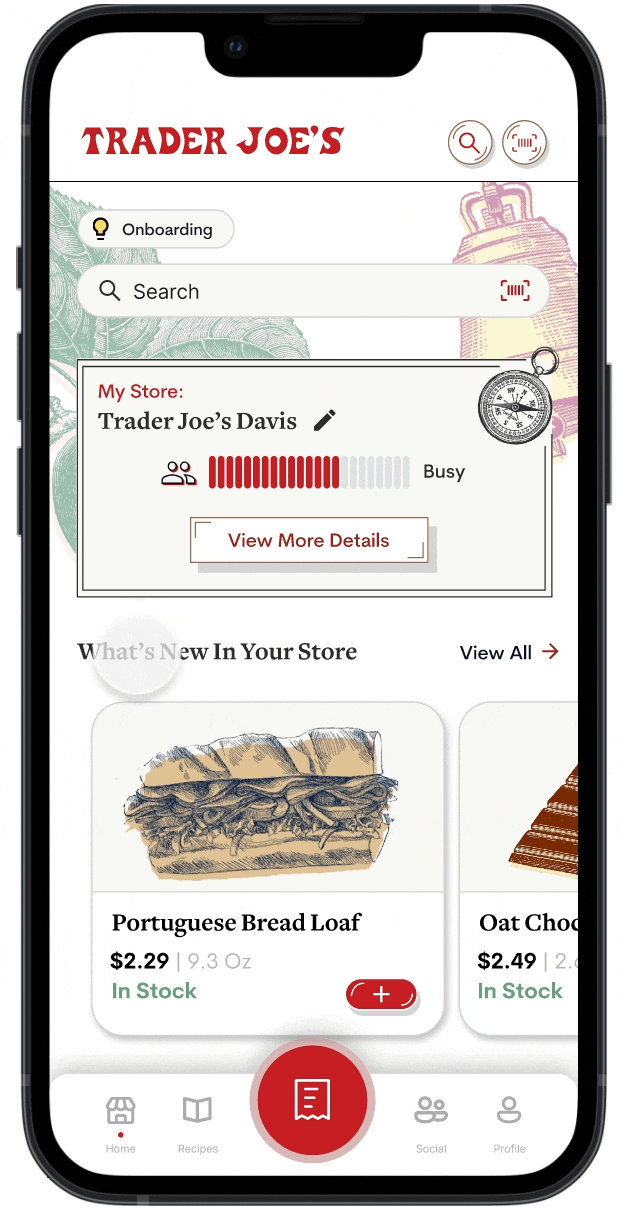 TRADER JOE'S
Onboarding
Search
My Store:
Trader Joe's Davis
Busy
View More Details
What's New In Your Store
View All
Portuguese Bread Loaf
$2.29 | 9.3 Oz
In Stock
Oat Choc
$2.49 | 2.
In Stock
Home
Recipes
Social
Profile